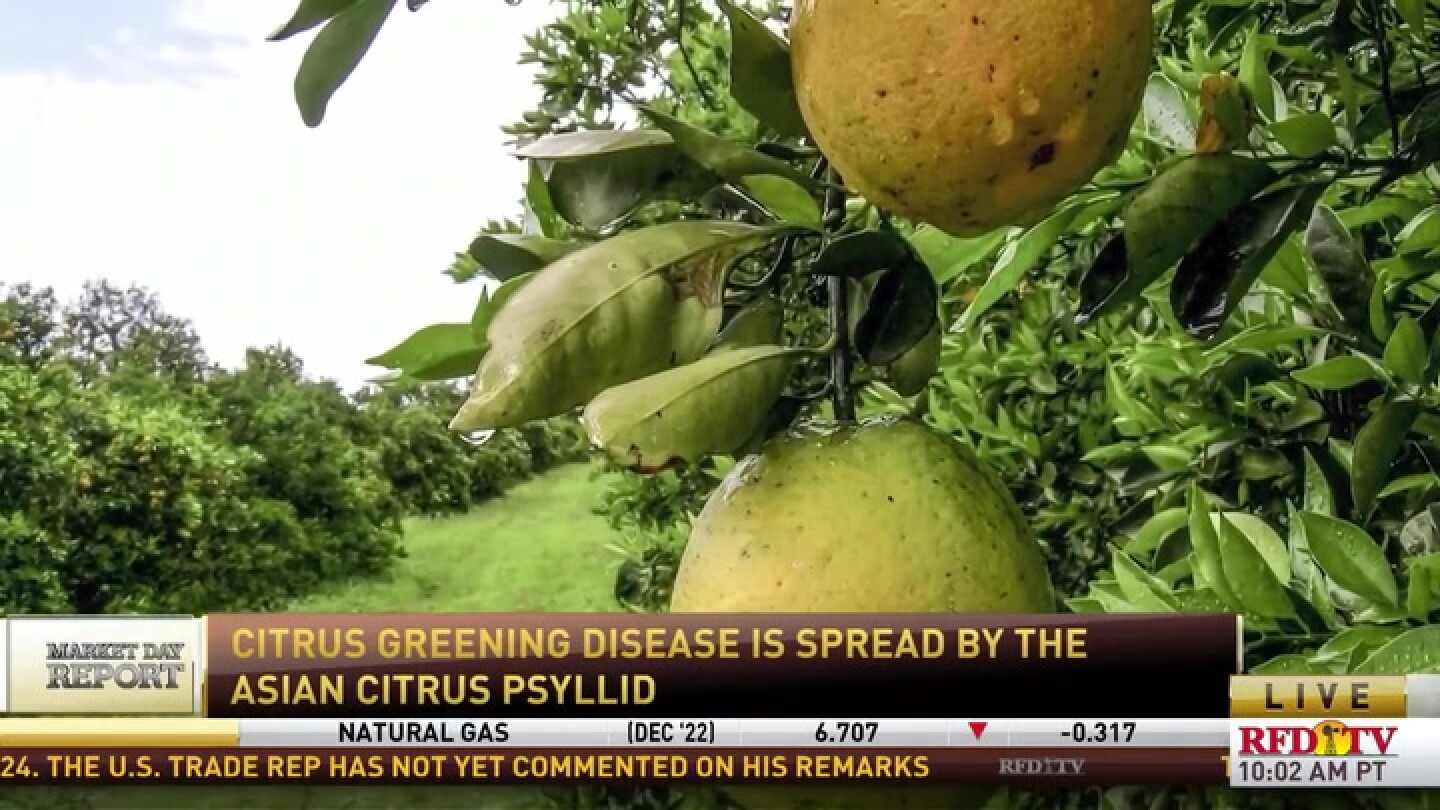 CITRUS GREENING DISEASE IS SPREAD BY THE
ASIAN CITRUS PSYLLID
MARKET DAY
REPORT
LIVE
NATURAL GAS (DEC '22) 6.707 ▼ -0.317
RFD TV
10:02 AM PT
24. THE U.S. TRADE REP HAS NOT YET COMMENTED ON HIS REMARKS RFD TV